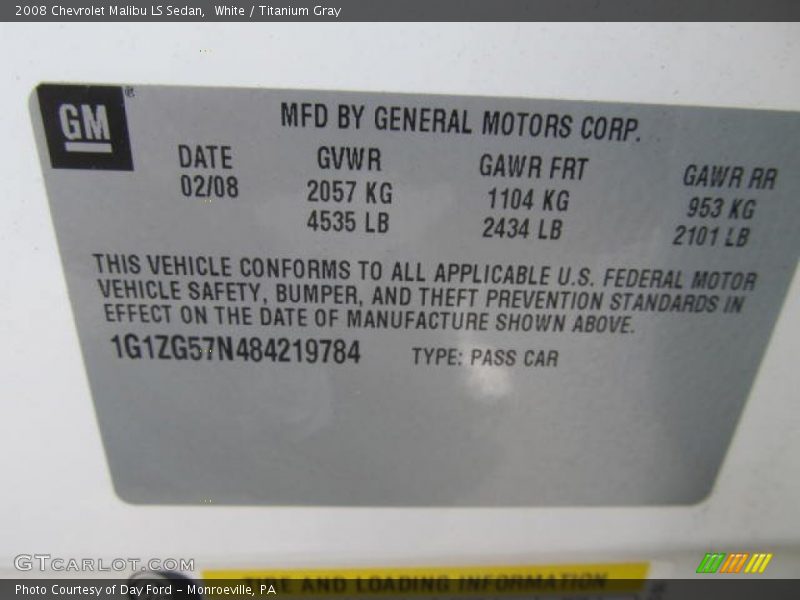 2008 Chevrolet Malibu LS Sedan, White / Titanium Gray
GM®
MFD BY GENERAL MOTORS CORP.
DATE GVWR GAWR FRT GAWR RR
02/08 2057 KG 1104 KG 953 KG
4535 LB 2434 LB 2101 LB
THIS VEHICLE CONFORMS TO ALL APPLICABLE U.S. FEDERAL MOTOR
VEHICLE SAFETY, BUMPER, AND THEFT PREVENTION STANDARDS IN
EFFECT ON THE DATE OF MANUFACTURE SHOWN ABOVE.
1G1ZG57N484219784 TYPE: PASS CAR
GTcarlot.com
TIRE AND LOADING INFORMATION
Photo Courtesy of Day Ford - Monroeville, PA